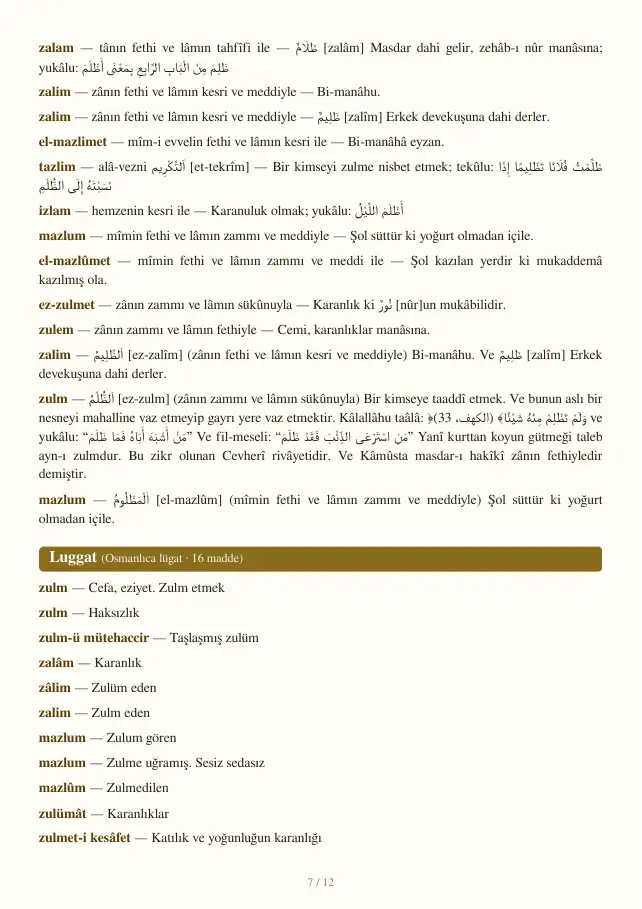 zalam — tânın fethi ve lâmın tahfîfi ile — ظَلَامٌ [zalâm] Masdar dahi gelir, zehâb-ı nûr manâsına;
yukâlu: ظَلِمَ مِنَ الْبَابِ الرَّابِعِ بِمَعْنَى أَظْلَمَ
zalim — zânın fethi ve lâmın kesri ve meddiyle — Bi-manâhu.
zalim — zânın fethi ve lâmın kesri ve meddiyle — ظَلِيمٌ [zalîm] Erkek devekuşuna dahi derler.
el-mazlimet — mîm-i evvelin fethi ve lâmın kesri ile — Bi-manâhâ eyzan.
tazlim — alâ-vezni اَلتَّكْرِيم [et-tekrîm] — Bir kimseyi zulme nisbet etmek; tekûlu: ظَلَّمْتُ فُلَانًا تَظْلِيمًا إِذَا
نَسَبْتَهُ إِلَى الظُّلْمِ
izlam — hemzenin kesri ile — Karanuluk olmak; yukâlu: أَظْلَمَ اللَّيْلُ
mazlum — mîmin fethi ve lâmın zammı ve meddiyle — Şol süttür ki yoğurt olmadan içile.
el-mazlûmet — mîmin fethi ve lâmın zammı ve meddi ile — Şol kazılan yerdir ki mukaddemâ
kazılmış ola.
ez-zulmet — zânın zammı ve lâmın sükûnuyla — Karanlık ki نُورٌ [nûr]un mukâbilidir.
zulem — zânın zammı ve lâmın fethiyle — Cemi, karanlıklar manâsına.
zalim — اَلظَّلِيمُ [ez-zalîm] (zânın fethi ve lâmın kesri ve meddiyle) Bi-manâhu. Ve ظَلِيمٌ [zalîm] Erkek
devekuşuna dahi derler.
zulm — اَلظُّلْمُ [ez-zulm] (zânın zammı ve lâmın sükûnuyla) Bir kimseye taaddî etmek. Ve bunun aslı bir
nesneyi mahalline vaz etmeyip gayrı yere vaz etmektir. Kâlallâhu taâlâ: ﴿وَلَمْ تَظْلِمْ مِنْهُ شَيْئًا﴾ (الكهف، 33) ve
yukâlu: “مَنْ أَشْبَهَ أَبَاهُ فَمَا ظَلَمَ” Ve fil-meseli: “مَنِ اسْتَرْعَى الذِّئْبَ فَقَدْ ظَلَمَ” Yanî kurttan koyun gütmeği taleb
ayn-ı zulmdur. Bu zikr olunan Cevherî rivâyetidir. Ve Kâmûsta masdar-ı hakîkî zânın fethiyledir
demiştir.
mazlum — اَلْمَظْلُومُ [el-mazlûm] (mîmin fethi ve lâmın zammı ve meddiyle) Şol süttür ki yoğurt
olmadan içile.
Luggat (Osmanlıca lügat · 16 madde)
zulm — Cefa, eziyet. Zulm etmek
zulm — Haksızlık
zulm-ü mütehaccir — Taşlaşmış zulüm
zalâm — Karanlık
zâlim — Zulüm eden
zalim — Zulm eden
mazlum — Zulum gören
mazlum — Zulme uğramış. Sesiz sedasız
mazlûm — Zulmedilen
zulümât — Karanlıklar
zulmet-i kesâfet — Katılık ve yoğunluğun karanlığı
7 / 12